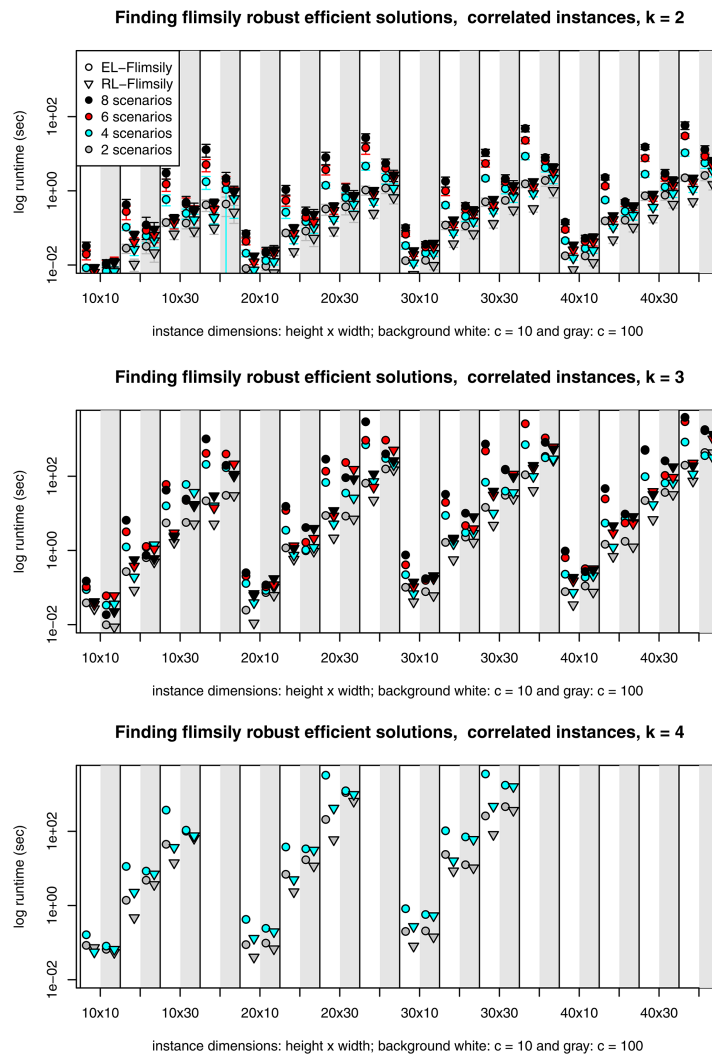 Finding flimsily robust efficient solutions, correlated instances, k = 2
log runtime (sec)
1e+02
1e+00
1e−02
EL−Flimsily
RL−Flimsily
8 scenarios
6 scenarios
4 scenarios
2 scenarios
10x10 10x30 20x10 20x30 30x10 30x30 40x10 40x30
instance dimensions: height x width; background white: c = 10 and gray: c = 100
Finding flimsily robust efficient solutions, correlated instances, k = 3
log runtime (sec)
1e+02
1e+00
1e−02
10x10 10x30 20x10 20x30 30x10 30x30 40x10 40x30
instance dimensions: height x width; background white: c = 10 and gray: c = 100
Finding flimsily robust efficient solutions, correlated instances, k = 4
log runtime (sec)
1e+02
1e+00
1e−02
10x10 10x30 20x10 20x30 30x10 30x30 40x10 40x30
instance dimensions: height x width; background white: c = 10 and gray: c = 100